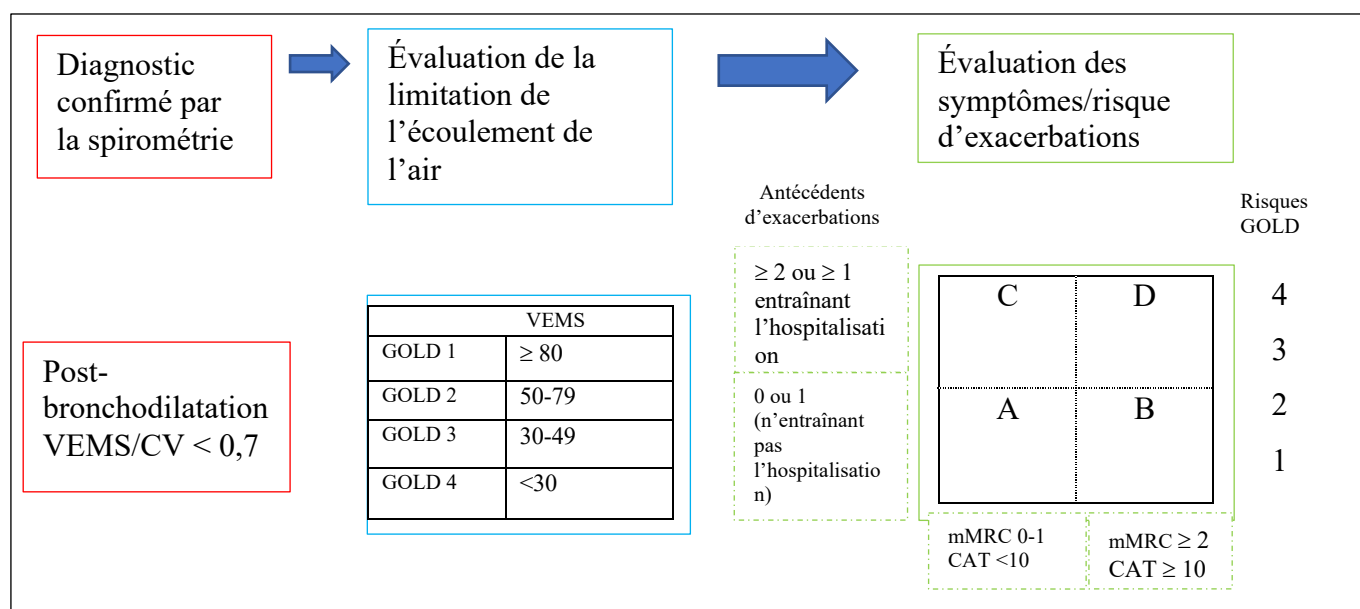 Diagnostic
confirmé par
la spirométrie
Évaluation de la
limitation de
l’écoulement de
l’air
Évaluation des
symptômes/risque
d’exacerbations
Antécédents
d’exacerbations
Risques
GOLD
Post-
bronchodilatation
VEMS/CV < 0,7
VEMS
GOLD 1 ≥ 80
GOLD 2 50-79
GOLD 3 30-49
GOLD 4 <30
≥ 2 ou ≥ 1
entraînant
l’hospitalisati
on
0 ou 1
(n’entraînant
pas
l’hospitalisatio
n)
C D
A B
4
3
2
1
mMRC 0-1
CAT <10
mMRC ≥ 2
CAT ≥ 10